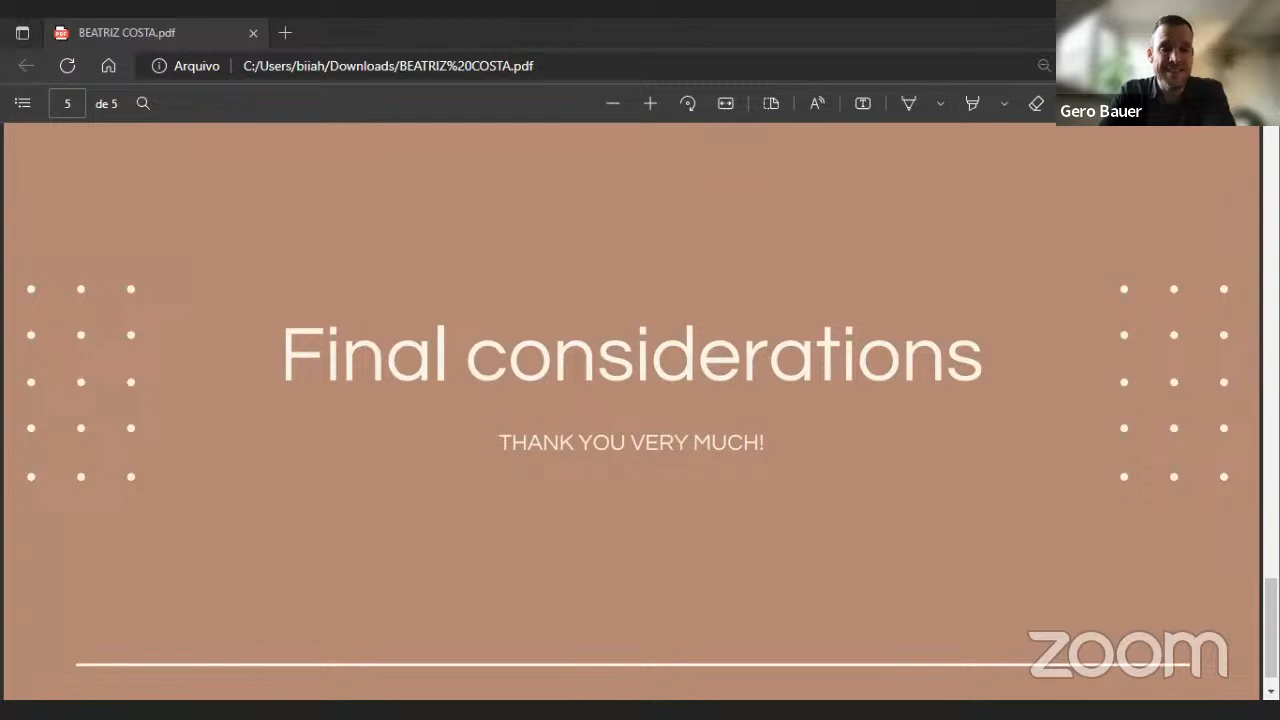 BEATRIZ COSTA.pdf
Arquivo
C:/Users/biiah/Downloads/BEATRIZ%20COSTA.pdf
5 de 5
Gero Bauer
Final considerations
THANK YOU VERY MUCH!
zoom